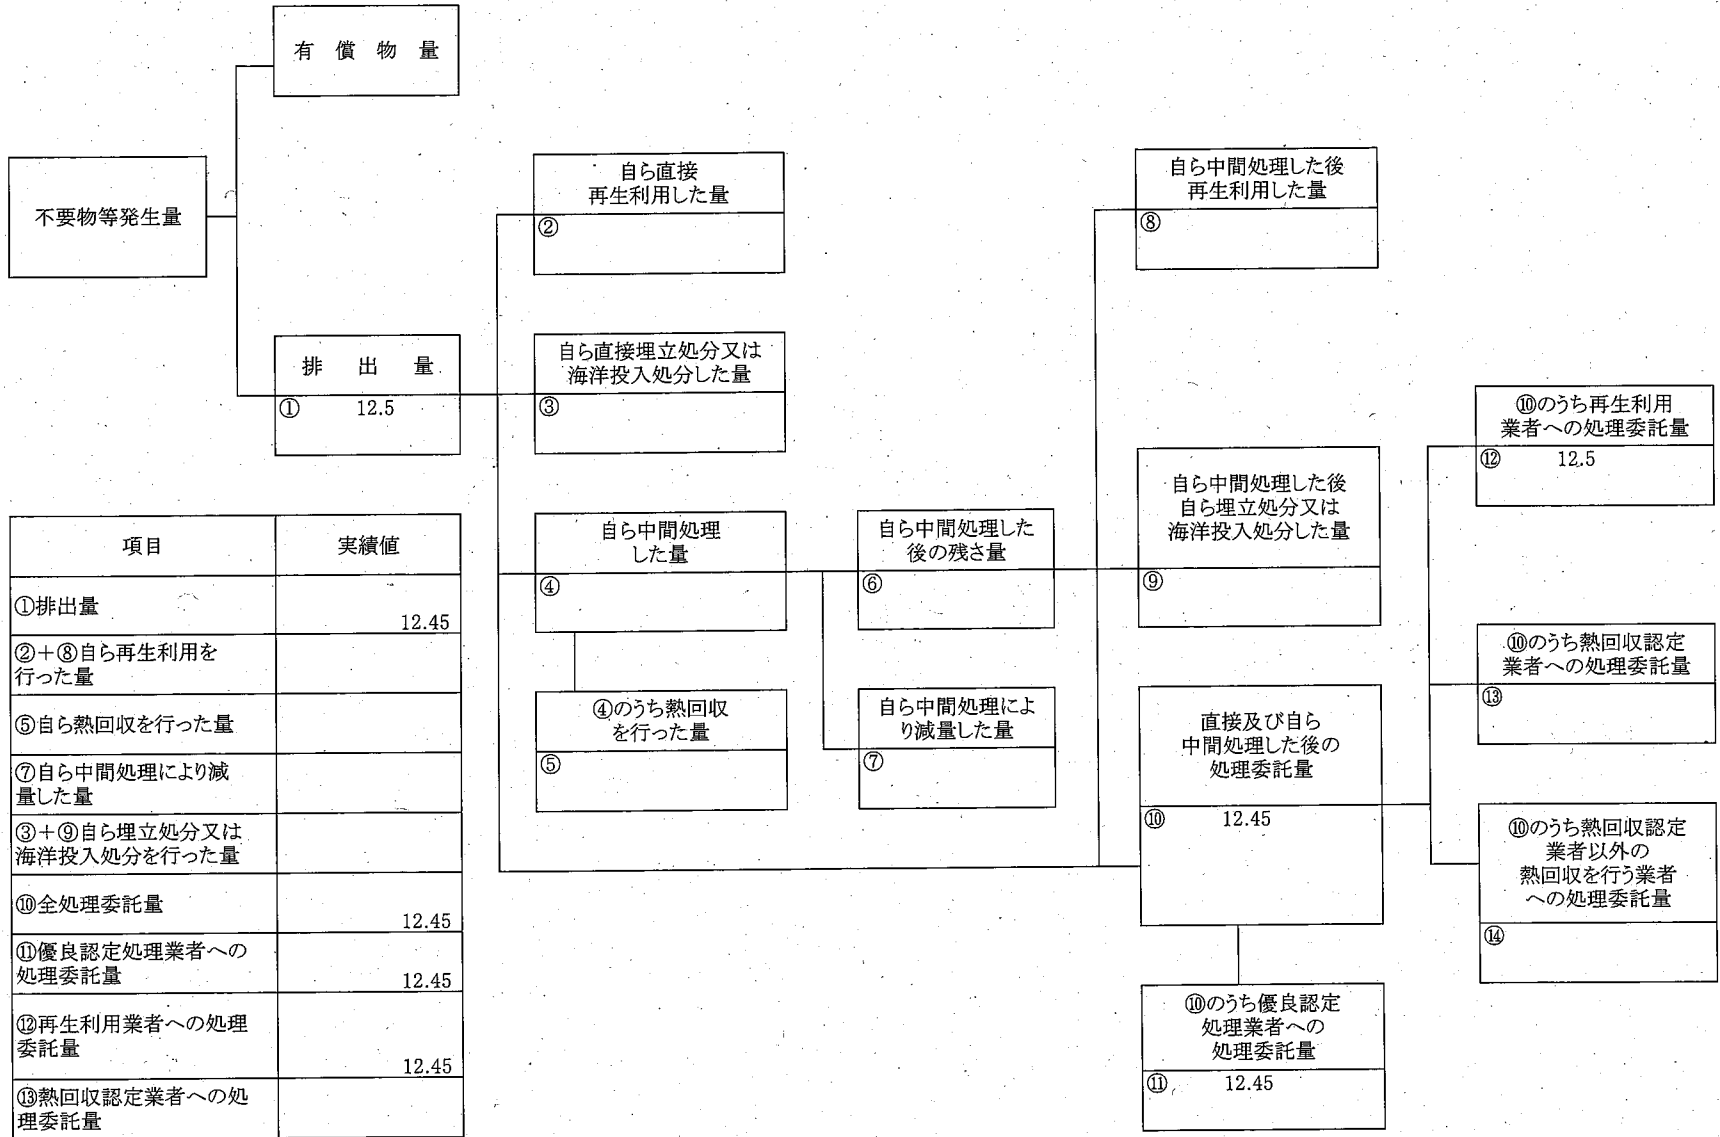 有償物量
不要物等発生量
排出量
① 12.5
自ら直接
再生利用した量
②
自ら直接埋立処分又は
海洋投入処分した量
③
自ら中間処理
した量
④
④のうち熱回収
を行った量
⑤
自ら中間処理した
後の残さ量
⑥
自ら中間処理によ
り減量した量
⑦
自ら中間処理した後
再生利用した量
⑧
自ら中間処理した後
自ら埋立処分又は
海洋投入処分した量
⑨
直接及び自ら
中間処理した後の
処理委託量
⑩ 12.45
⑩のうち優良認定
処理業者への
処理委託量
⑪ 12.45
⑩のうち再生利用
業者への処理委託量
⑫ 12.5
⑩のうち熱回収認定
業者への処理委託量
⑬
⑩のうち熱回収認定
業者以外の
熱回収を行う業者
への処理委託量
⑭
項目 実績値
①排出量 12.45
②+⑧自ら再生利用を
行った量
⑤自ら熱回収を行った量
⑦自ら中間処理により減
量した量
③+⑨自ら埋立処分又は
海洋投入処分を行った量
⑩全処理委託量 12.45
⑪優良認定処理業者への
処理委託量 12.45
⑫再生利用業者への処理
委託量 12.45
⑬熱回収認定業者への処
理委託量